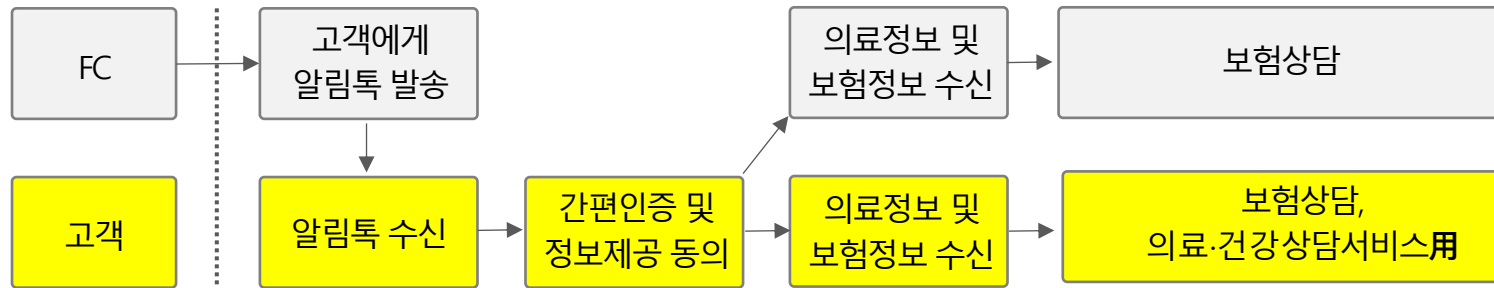 FC
고객에게
알림톡 발송
의료정보 및
보험정보 수신
보험상담
고객
알림톡 수신
간편인증 및
정보제공 동의
의료정보 및
보험정보 수신
보험상담,
의료·건강상담서비스用